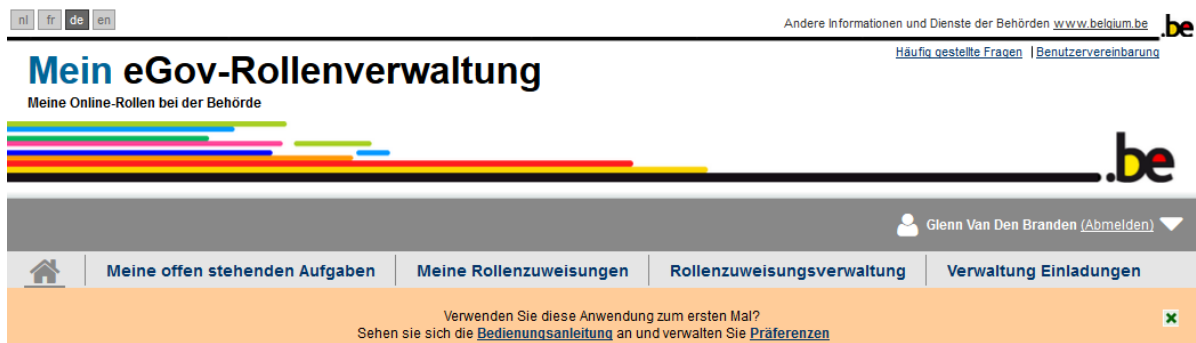 nl fr de en
Andere Informationen und Dienste der Behörden www.belgium.be
.be
Häufig gestellte Fragen | Benutzervereinbarung
Mein eGov-Rollenverwaltung
Meine Online-Rollen bei der Behörde
.be
Glenn Van Den Branden (Abmelden)
Meine offen stehenden Aufgaben
Meine Rollenzuweisungen
Rollenzuweisungsverwaltung
Verwaltung Einladungen
Verwenden Sie diese Anwendung zum ersten Mal?
Sehen sie sich die Bedienungsanleitung an und verwalten Sie Präferenzen